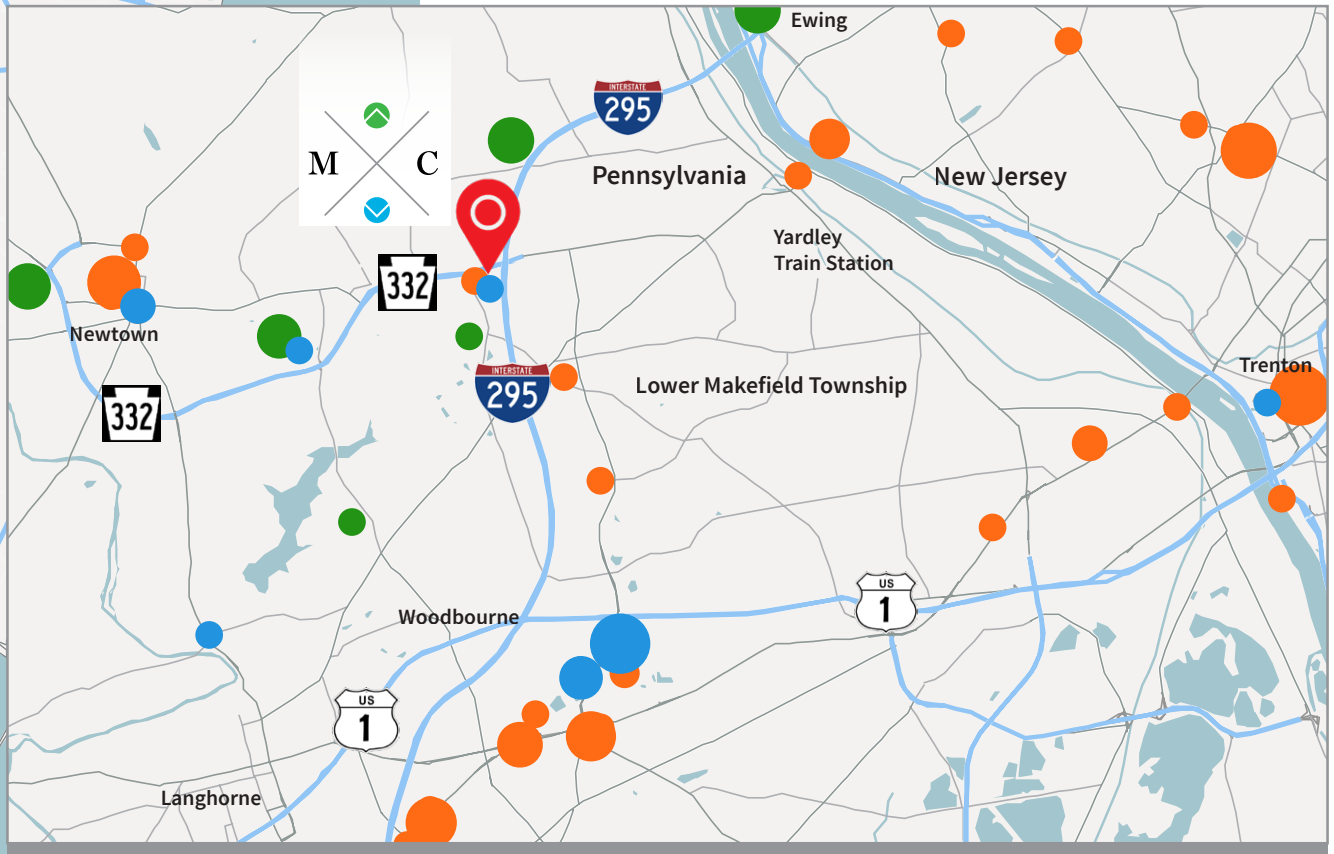 Ewing
INTERSTATE
295
M C
Pennsylvania
New Jersey
Yardley
Train Station
332
Newtown
INTERSTATE
295
Lower Makefield Township
Trenton
332
US
1
Woodbourne
US
1
Langhorne